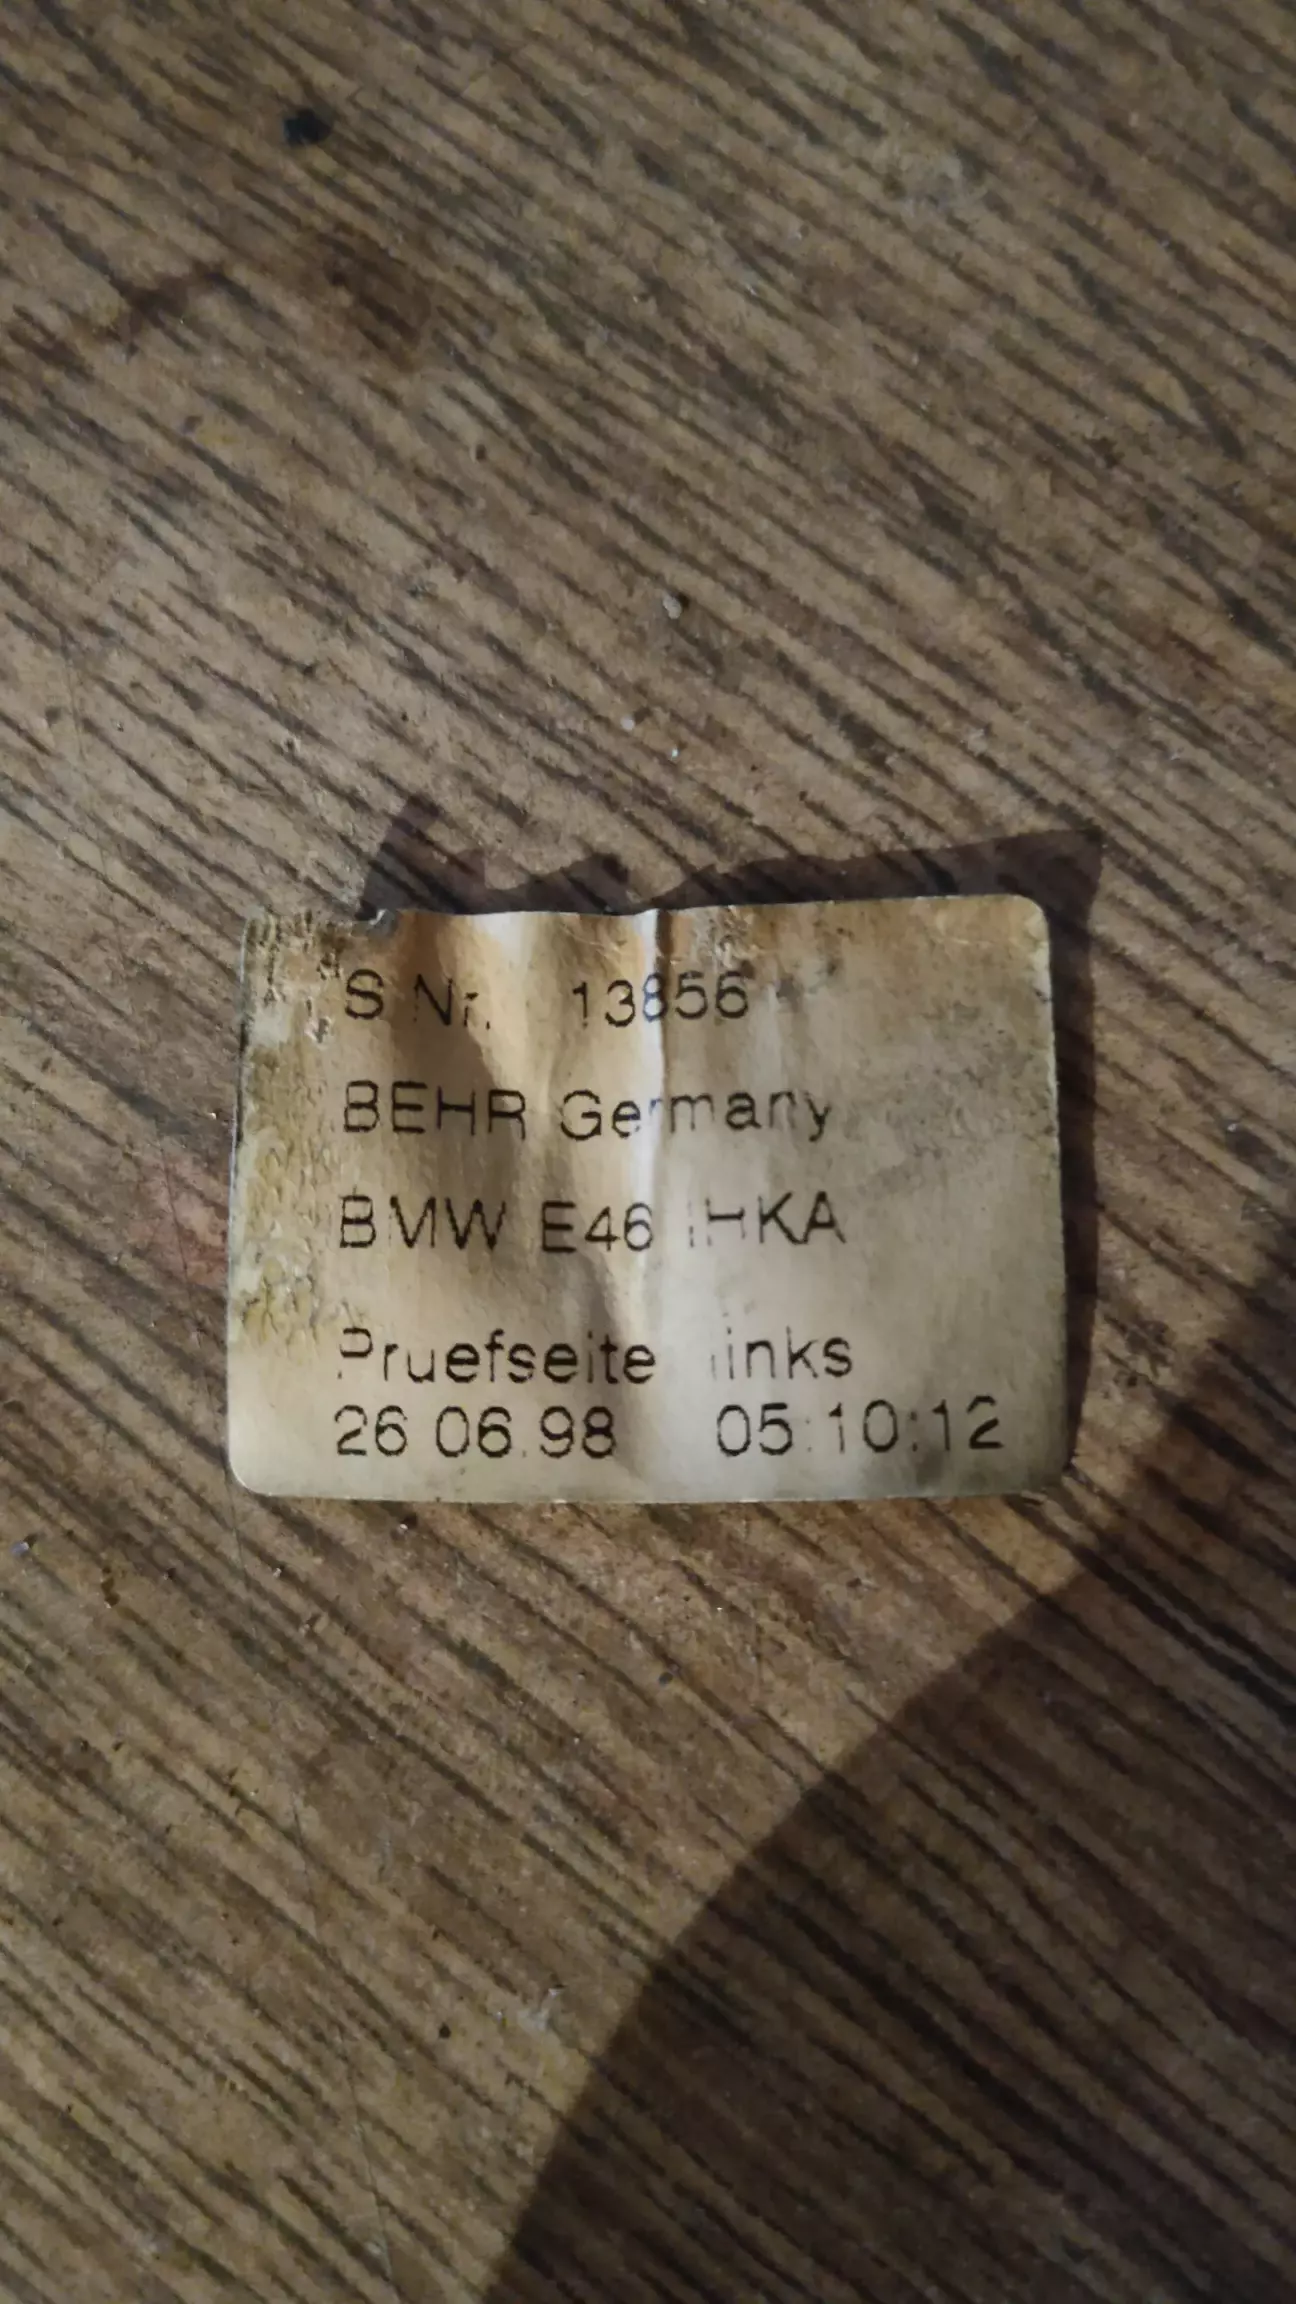 S Nr. 13856
BEHR Germany
BMW E46 IHKA
Pruefseite links
26.06.98 05:10:12